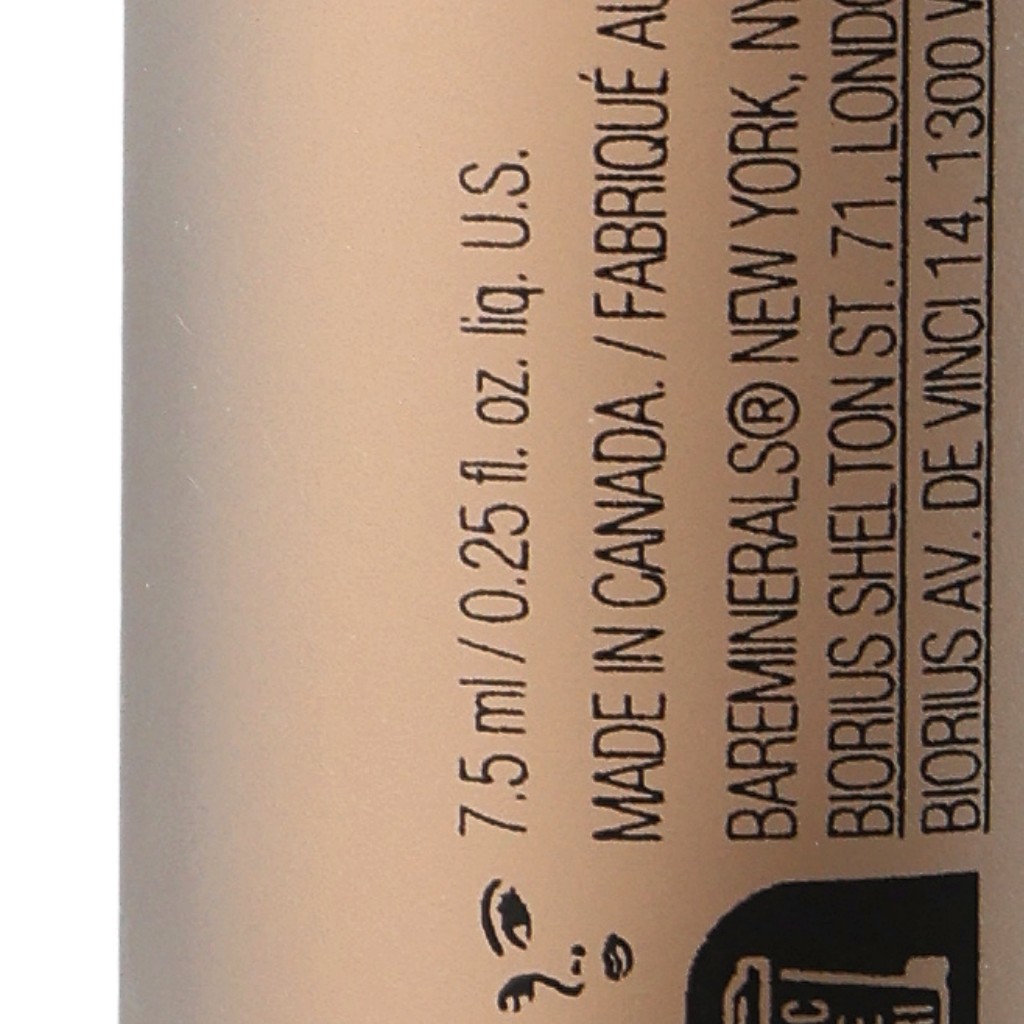 7.5 ml / 0.25 fl. oz. liq. U.S.
MADE IN CANADA. / FABRIQUÉ AU
BAREMINERALS® NEW YORK, NY
BIORIUS SHELTON ST. 71, LONDO
BIORIUS AV. DE VINCI 14, 1300 W